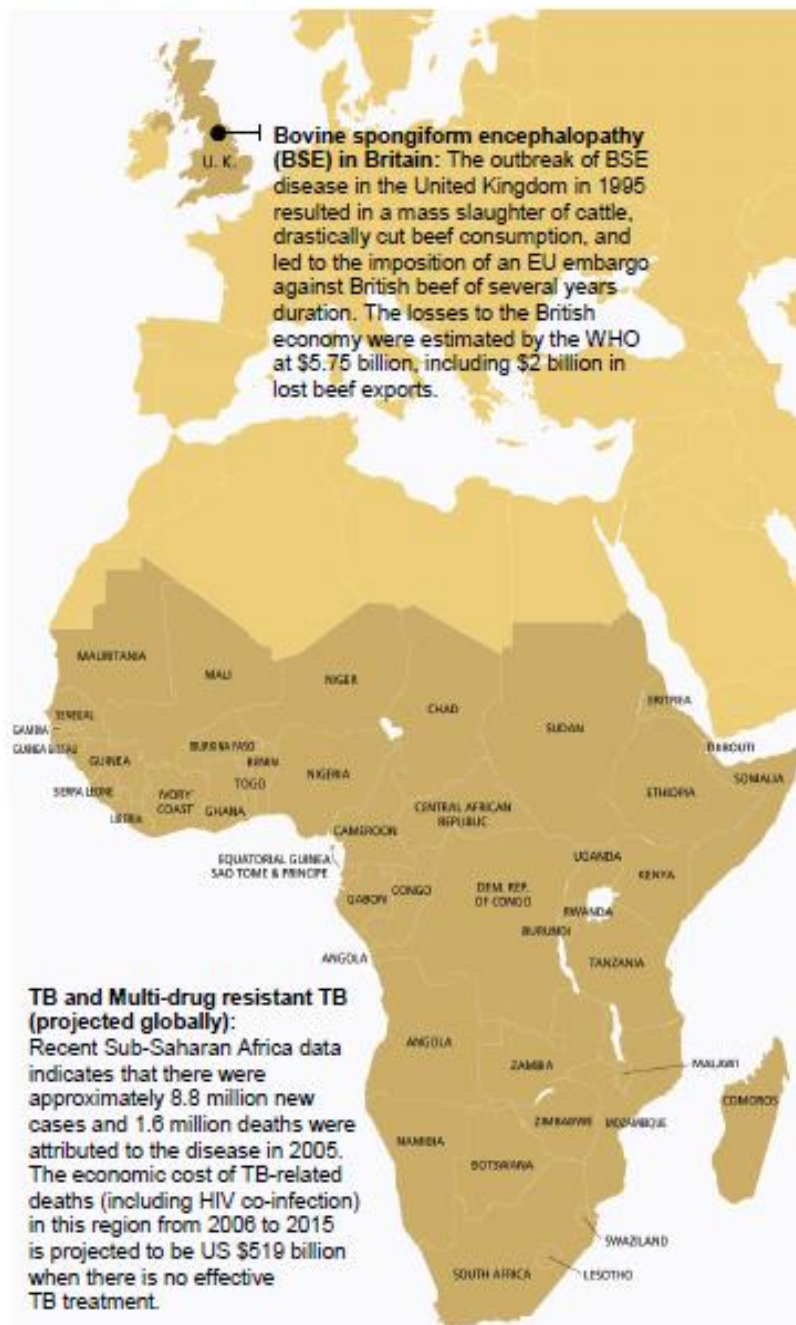 U. K.
Bovine spongiform encephalopathy
(BSE) in Britain: The outbreak of BSE
disease in the United Kingdom in 1995
resulted in a mass slaughter of cattle,
drastically cut beef consumption, and
led to the imposition of an EU embargo
against British beef of several years
duration. The losses to the British
economy were estimated by the WHO
at $5.75 billion, including $2 billion in
lost beef exports.
MAURITANIA
MALI
NIGER
CHAD
SUDAN
ERITREA
SENEGAL
GAMBIA
GUINEA BISSAU
GUINEA
BURKINA FASO
BENIN
NIGERIA
DJIBOUTI
SOMALIA
SERRA LEONE
IVORY
COAST
TOGO
GHANA
LIBERIA
CENTRAL AFRICAN
REPUBLIC
ETHIOPIA
CAMEROON
EQUATORIAL GUINEA
SAO TOME & PRINCIPE
UGANDA
KENYA
GABON
CONGO
DEM. REP.
OF CONGO
RWANDA
BURUNDI
TANZANIA
ANGOLA
TB and Multi-drug resistant TB
(projected globally):
Recent Sub-Saharan Africa data
indicates that there were
approximately 8.8 million new
cases and 1.6 million deaths were
attributed to the disease in 2005.
The economic cost of TB-related
deaths (including HIV co-infection)
in this region from 2006 to 2015
is projected to be US $519 billion
when there is no effective
TB treatment.
ANGOLA
ZAMBIA
MALAWI
COMOROS
ZIMBABWE
MOZAMBIQUE
NAMIBIA
BOTSWANA
SWAZILAND
SOUTH AFRICA
LESOTHO